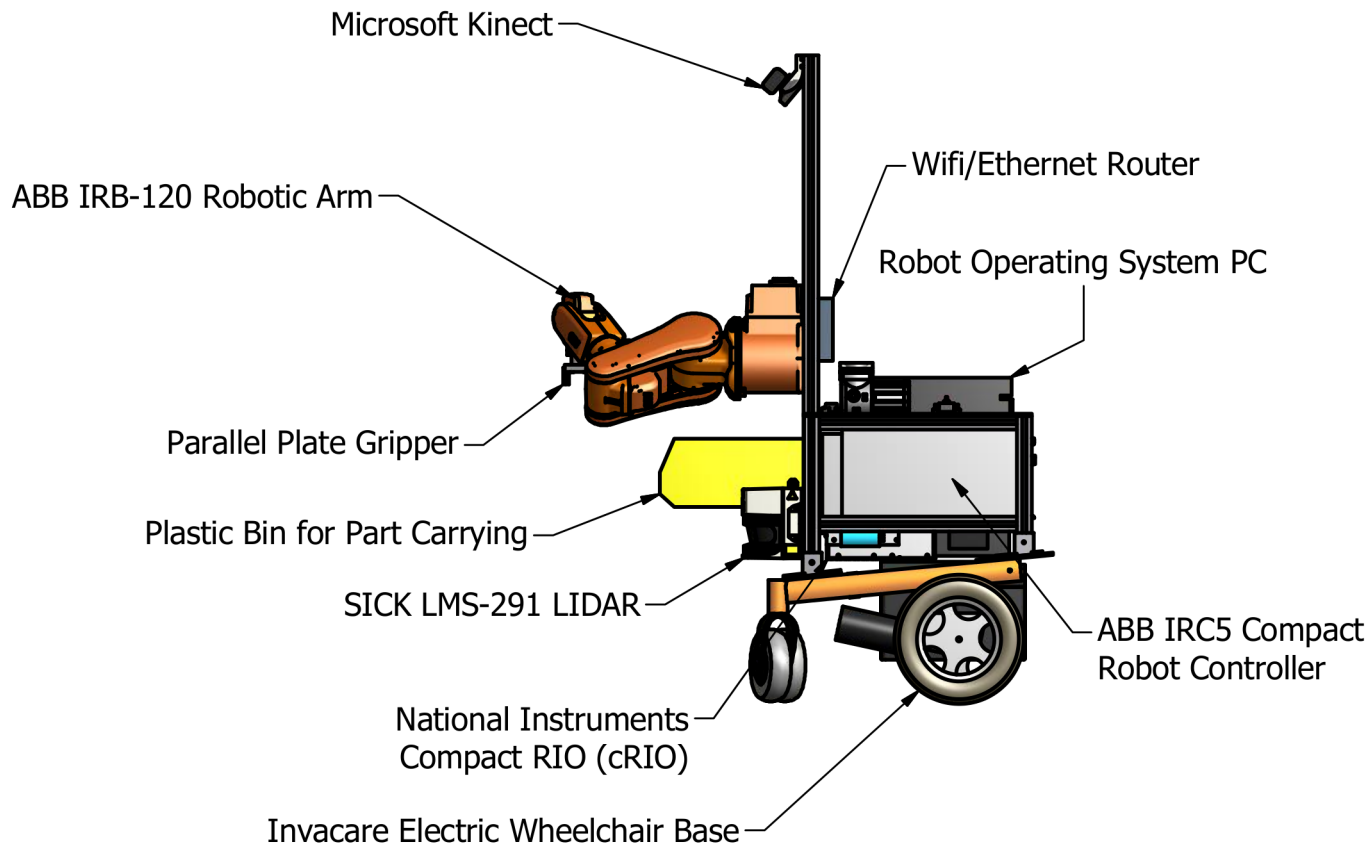 Microsoft Kinect
Wifi/Ethernet Router
ABB IRB-120 Robotic Arm
Robot Operating System PC
Parallel Plate Gripper
Plastic Bin for Part Carrying
SICK LMS-291 LIDAR
ABB IRC5 Compact
Robot Controller
National Instruments
Compact RIO (cRIO)
Invacare Electric Wheelchair Base